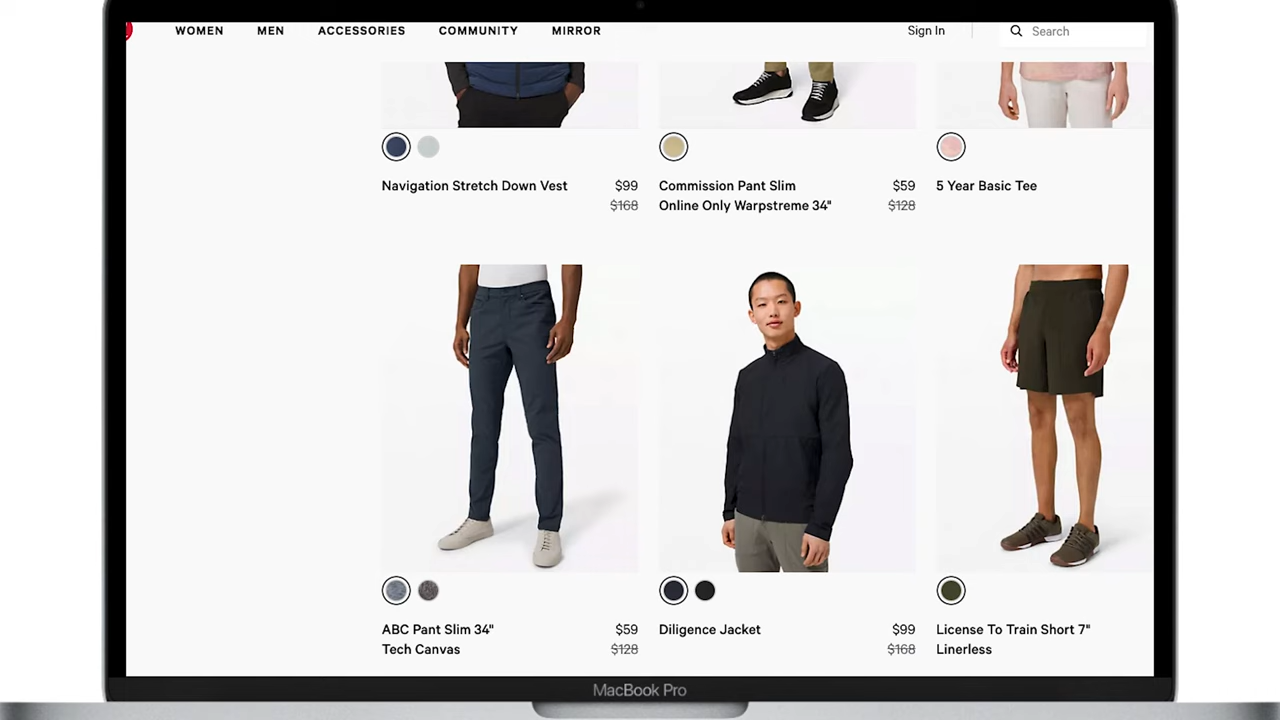 WOMEN MEN ACCESSORIES COMMUNITY MIRROR Sign In Search
Navigation Stretch Down Vest $99
$168
Commission Pant Slim $59
Online Only Warpstreme 34" $128
5 Year Basic Tee
ABC Pant Slim 34" $59
Tech Canvas $128
Diligence Jacket $99
$168
License To Train Short 7"
Linerless
MacBook Pro